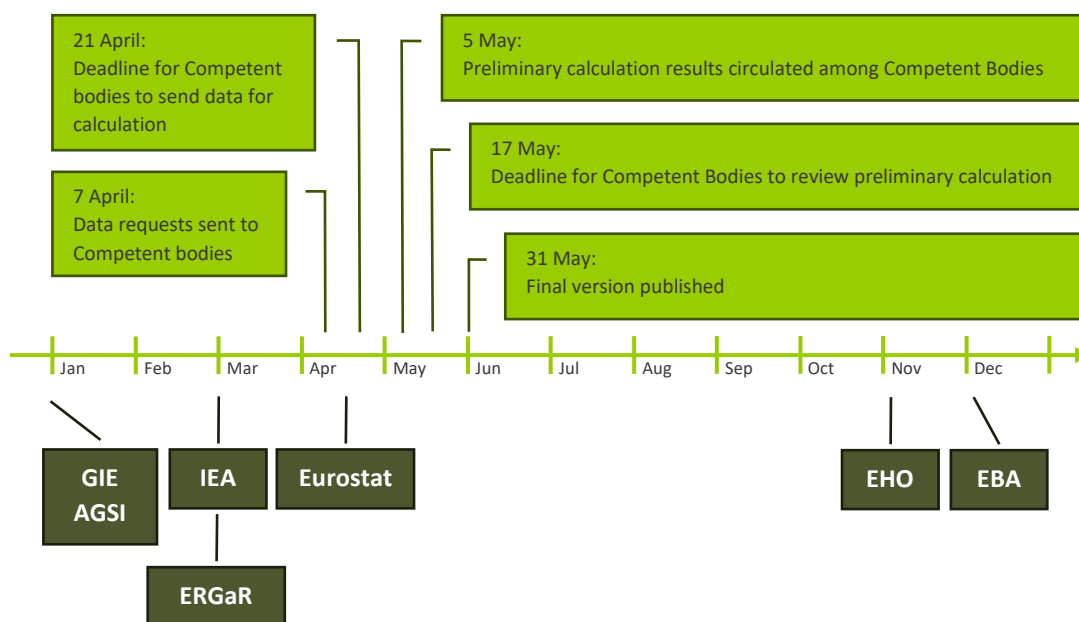 21 April:
Deadline for Competent
bodies to send data for
calculation
5 May:
Preliminary calculation results circulated among Competent Bodies
17 May:
Deadline for Competent Bodies to review preliminary calculation
7 April:
Data requests sent to
Competent bodies
31 May:
Final version published
Jan Feb Mar Apr May Jun Jul Aug Sep Oct Nov Dec
GIE
AGSI
IEA
Eurostat
EHO
EBA
ERGaR